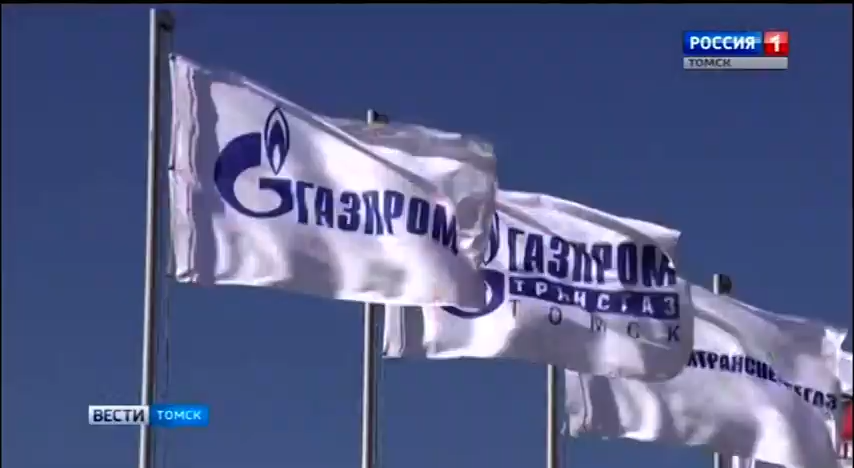 РОССИЯ 1
ТОМСК
ГАЗПРОМ
ГАЗПРОМ
ТРАНСГАЗ
ТОМСК
ВЕСТИ ТОМСК